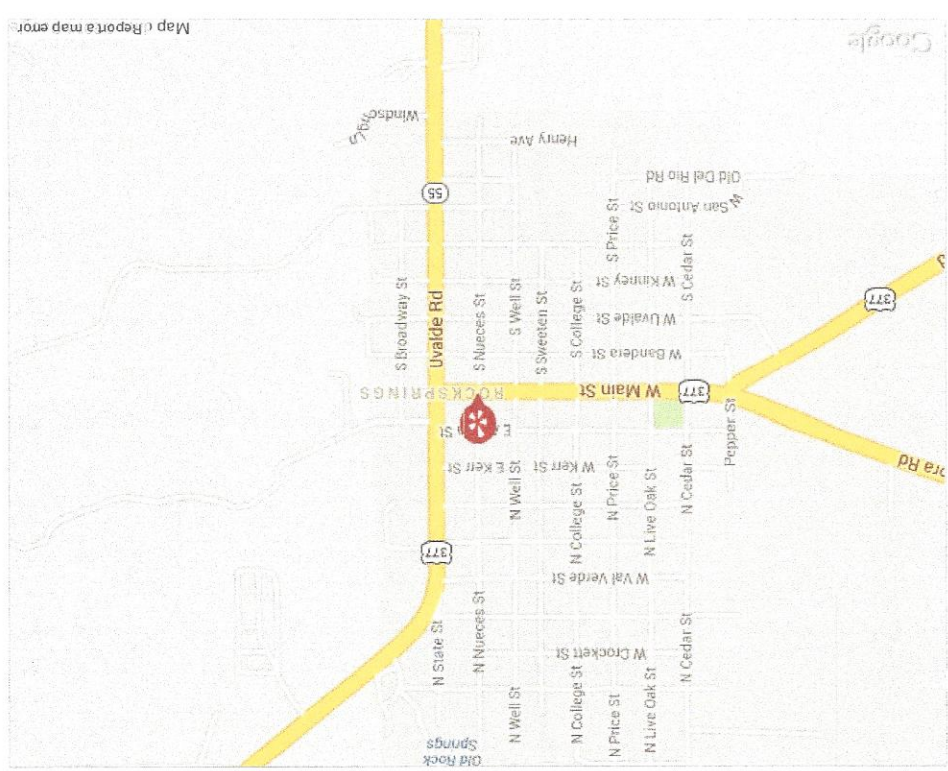 Old Rock
Springs
N Live Oak St
N Price St
N College St
N Well St
N Cedar St
W Crockett St
N Nueces St
N State St
W Val Verde St
377
N Live Oak St
N Price St
N College St
N Cedar St
N Well St
W Kerr St
E Kerr St
ora Rd
Pepper St
377
W Main St
ROCKSPRINGS
W Bandera St
W Uvalde St
W Kinney St
377
S Cedar St
S Price St
S College St
S Sweeten St
S Well St
S Nueces St
Uvalde Rd
S Broadway St
W San Antonio St
Old Del Rio Rd
55
Henry Ave
Windsc
Google
Map
Report a map error